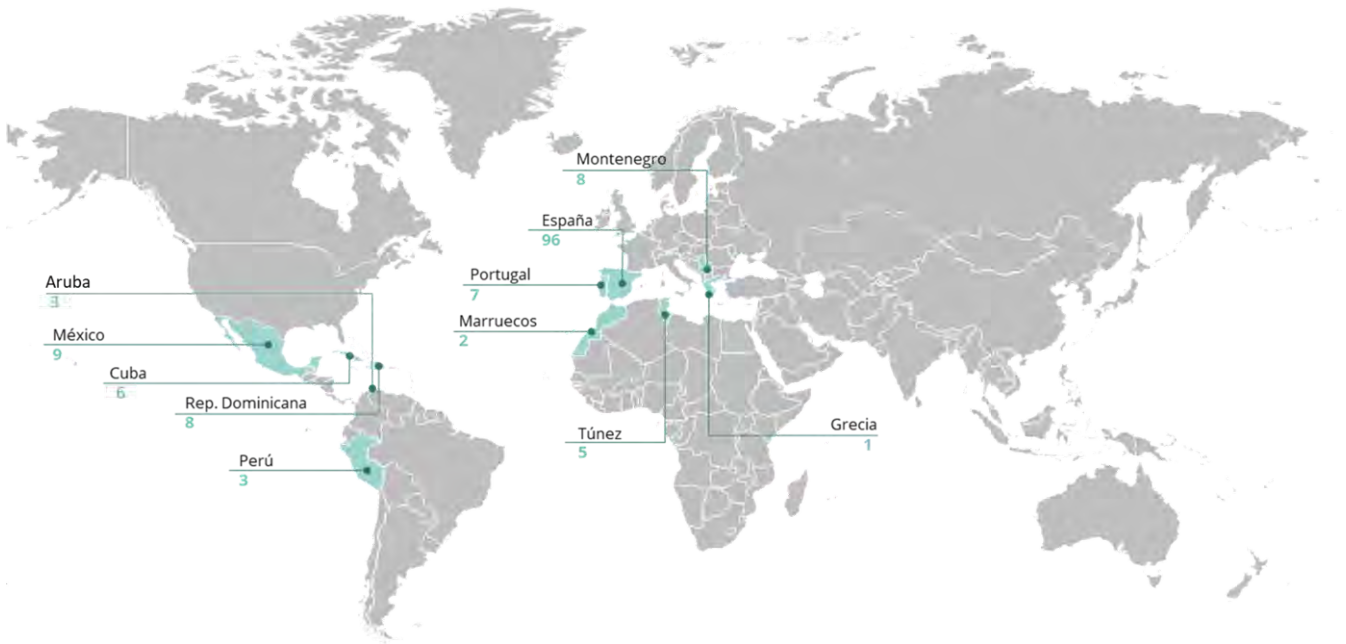 Montenegro
8
España
96
Portugal
7
Aruba
Marruecos
2
México
9
Cuba
6
Rep. Dominicana
8
Grecia
1
Túnez
5
Perú
3